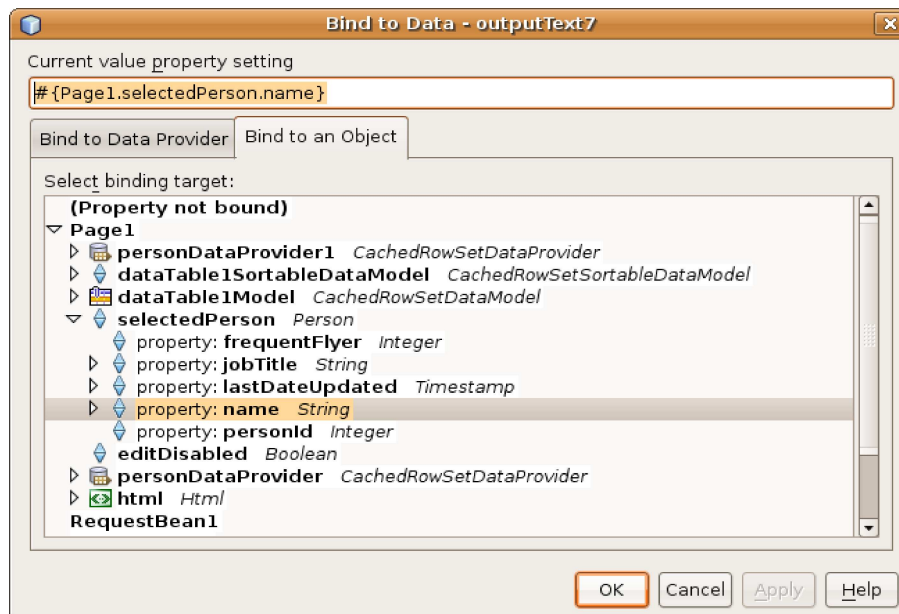 Bind to Data - outputText7
Current value property setting
#{Page1.selectedPerson.name}
Bind to Data Provider
Bind to an Object
Select binding target:
(Property not bound)
Page1
personDataProvider1 CachedRowSetDataProvider
dataTable1SortableDataModel CachedRowSetSortableDataModel
dataTable1Model CachedRowSetDataModel
selectedPerson Person
property: frequentFlyer Integer
property: jobTitle String
property: lastDateUpdated Timestamp
property: name String
property: personId Integer
editDisabled Boolean
personDataProvider CachedRowSetDataProvider
html Html
RequestBean1
OK Cancel Apply Help